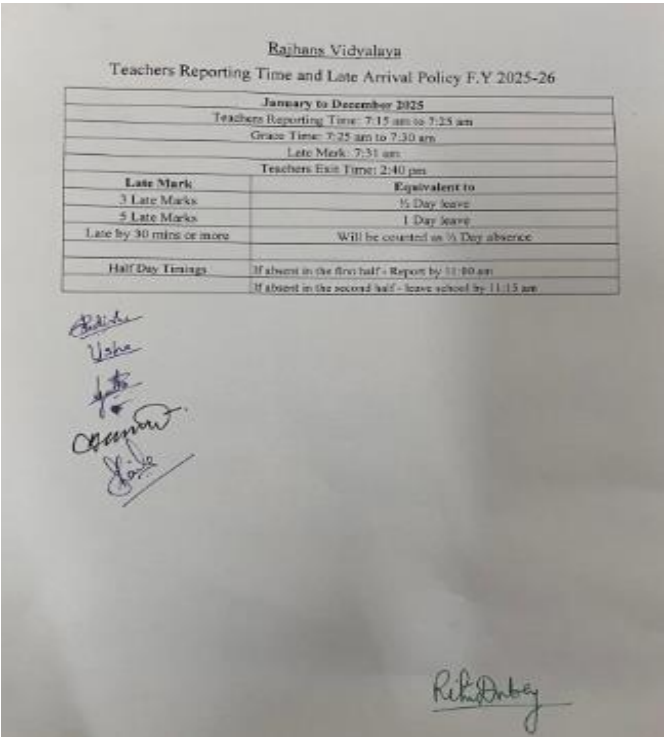 Rajhans Vidyalaya
Teachers Reporting Time and Late Arrival Policy F.Y 2025-26
January to December 2025
Teachers Reporting Time: 7:15 am to 7:25 am
Grace Time: 7:25 am to 7:30 am
Late Mark: 7:31 am
Teachers Exit Time: 2:40 pm
Late Mark Equivalent to
3 Late Marks ½ Day leave
5 Late Marks 1 Day leave
Late by 30 mins or more Will be counted as ½ Day absence
Half Day Timings If absent in the first half - Report by 11:00 am
If absent in the second half - leave school by 11:15 am
Usha
Ritu Dubey